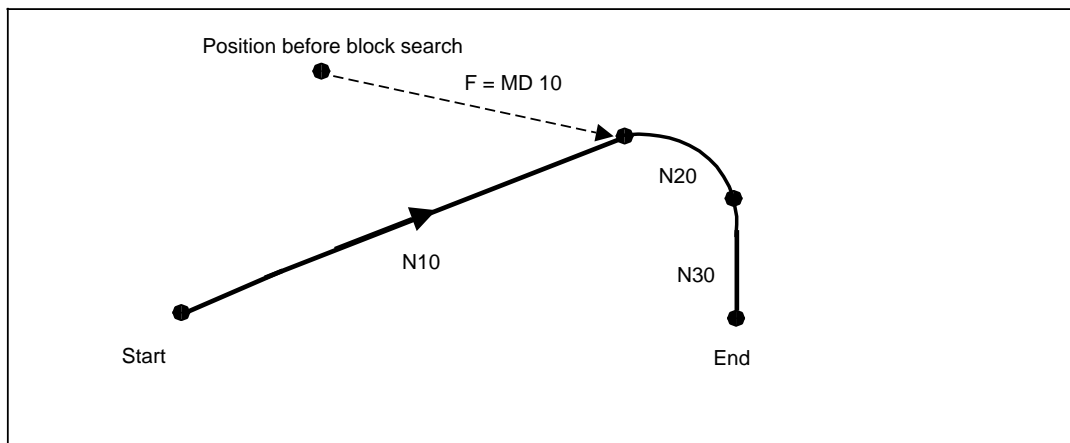 Position before block search
F = MD 10
N20
N10
N30
Start
End